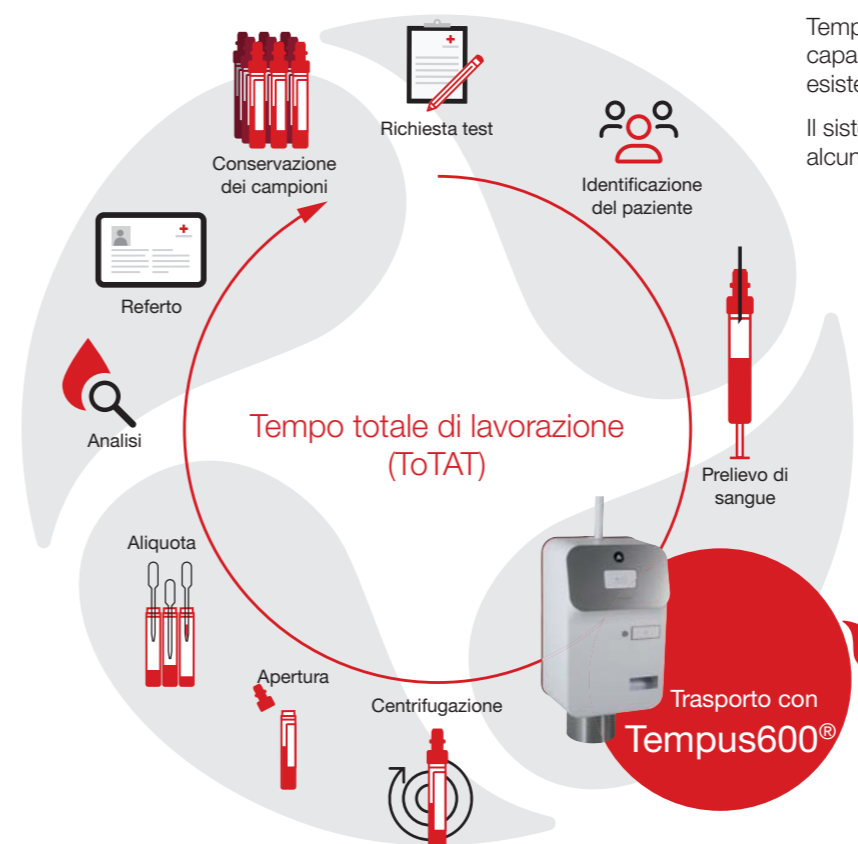 Richiesta test
Identificazione
del paziente
Prelievo di
sangue
Trasporto con
Tempus600®
Centrifugazione
Apertura
Aliquota
Analisi
Referto
Conservazione
dei campioni
Tempo totale di lavorazione
(ToTAT)
Il